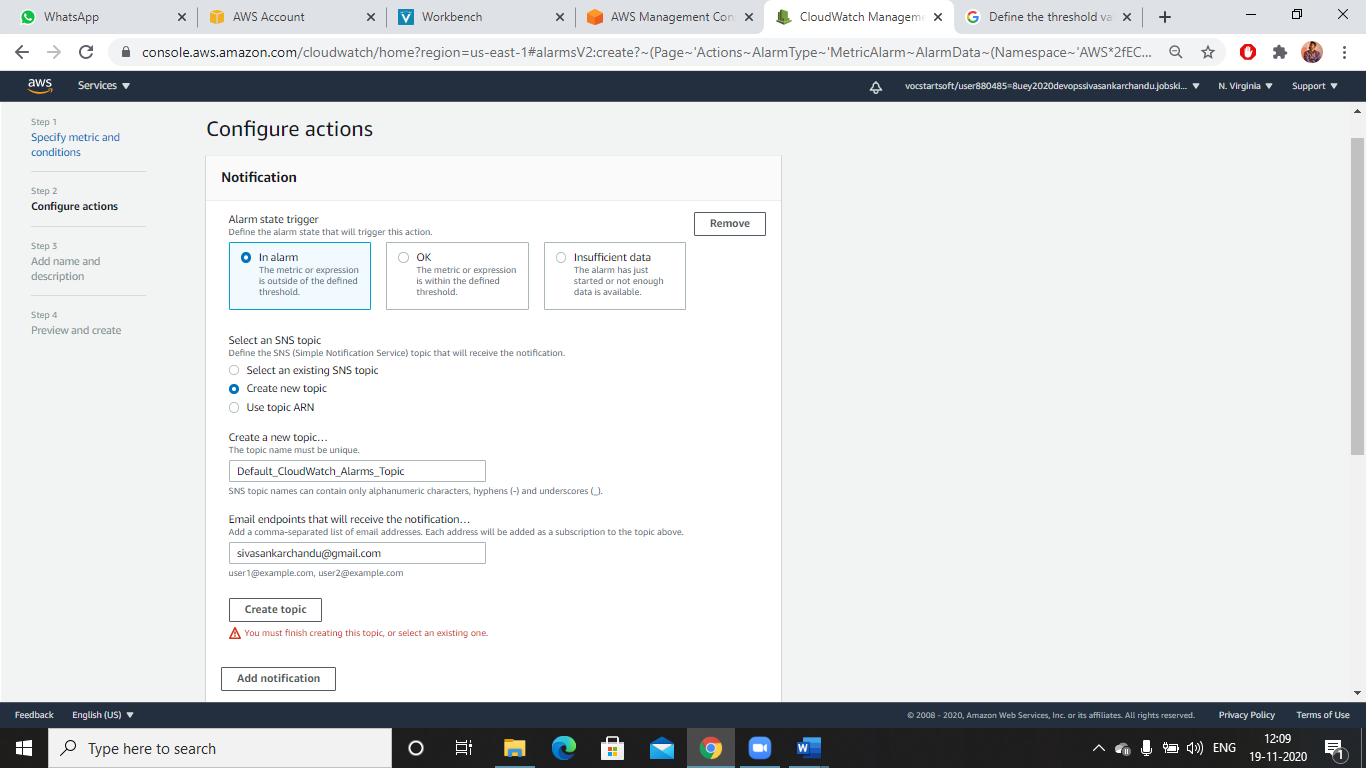 WhatsApp
AWS Account
Workbench
AWS Management Con
CloudWatch Managem
Define the threshold va
console.aws.amazon.com/cloudwatch/home?region=us-east-1#alarmsV2:create?~(Page~'Actions~AlarmType~'MetricAlarm~AlarmData~(Namespace~'AWS*2fEC...
aws
Services
vocstartsoft/user880485=8uey2020devopssivasankarchandu.jobski...
N. Virginia
Support
Step 1
Specify metric and
conditions
Step 2
Configure actions
Step 3
Add name and
description
Step 4
Preview and create
Configure actions
Notification
Alarm state trigger
Define the alarm state that will trigger this action.
Remove
In alarm
The metric or expression
is outside of the defined
threshold.
OK
The metric or expression
is within the defined
threshold.
Insufficient data
The alarm has just
started or not enough
data is available.
Select an SNS topic
Define the SNS (Simple Notification Service) topic that will receive the notification.
Select an existing SNS topic
Create new topic
Use topic ARN
Create a new topic...
The topic name must be unique.
Default_CloudWatch_Alarms_Topic
SNS topic names can contain only alphanumeric characters, hyphens (-) and underscores (_).
Email endpoints that will receive the notification...
Add a comma-separated list of email addresses. Each address will be added as a subscription to the topic above.
sivasankarchandu@gmail.com
user1@example.com, user2@example.com
Create topic
You must finish creating this topic, or select an existing one.
Add notification
Feedback
English (US)
© 2008 - 2020, Amazon Web Services, Inc. or its affiliates. All rights reserved.
Privacy Policy
Terms of Use
Type here to search
ENG
12:09
19-11-2020
1